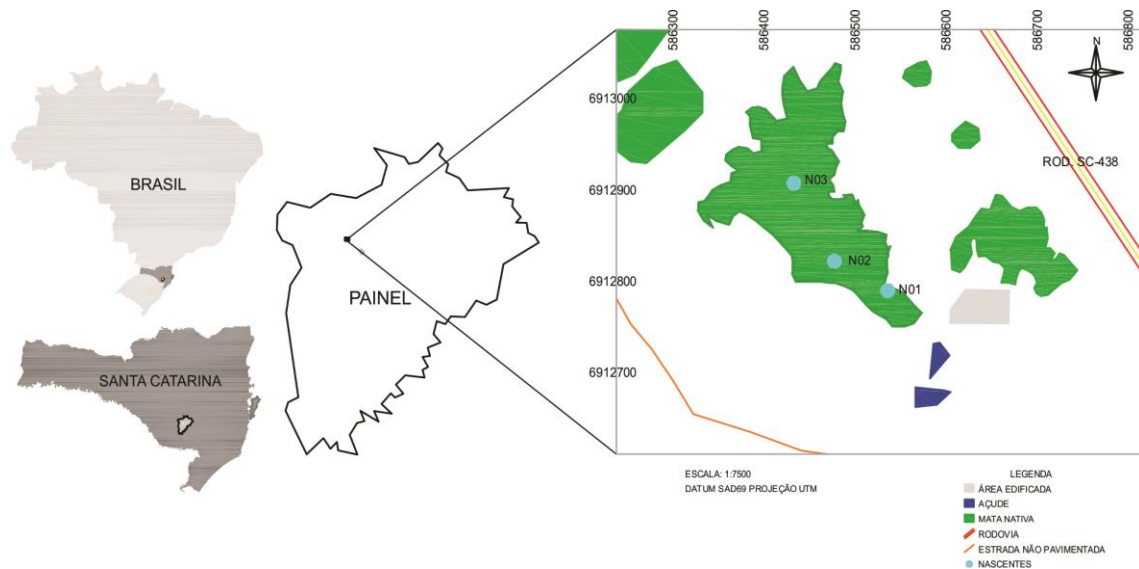 BRASIL
SANTA CATARINA
PAINEL
586300
586400
586500
586600
586700
586800
N
6913000
6912900
6912800
6912700
ROD. SC-438
N03
N02
N01
ESCALA: 1:7500
DATUM SAD69 PROJEÇÃO UTM
LEGENDA
ÁREA EDIFICADA
AÇUDE
MATA NATIVA
RODOVIA
ESTRADA NÃO PAVIMENTADA
NASCENTES